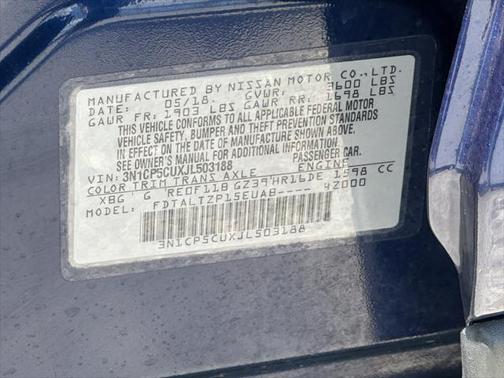 MANUFACTURED BY NISSAN MOTOR CO., LTD.
DATE: 05/18. GVWR: 3600 LBS
GAWR FR: 1903 LBS GAWR RR: 1698 LBS
THIS VEHICLE CONFORMS TO ALL APPLICABLE FEDERAL MOTOR
VEHICLE SAFETY, BUMPER AND THEFT PREVENTION STANDARDS
IN EFFECT ON THE DATE OF MANUFACTURE SHOWN ABOVE.
SEE OWNER'S MANUAL FOR ADDITIONAL INFORMATION.
VIN: 3N1CP5CUXJL503188 PASSENGER CAR.
COLOR TRIM TRANS AXLE ENGINE
XBG G RE0F11B GZ39 HR16DE 1598 CC
MODEL: FDTALTZP15EUAB---- 42000
3N1CP5CUXJL503188